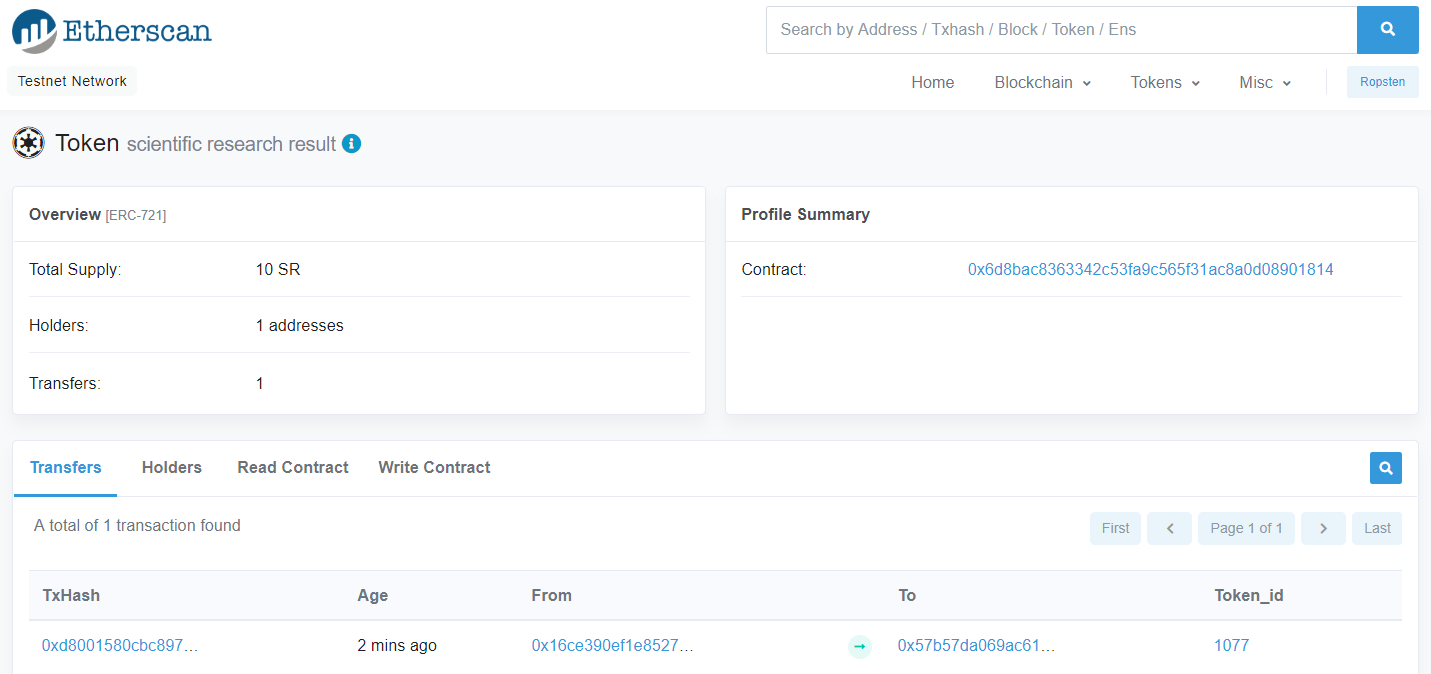 Etherscan
Search by Address / Txhash / Block / Token / Ens
Testnet Network
Home Blockchain Tokens Misc Ropsten
Token scientific research result
Overview [ERC-721]
Total Supply: 10 SR
Holders: 1 addresses
Transfers: 1
Profile Summary
Contract: 0x6d8bac8363342c53fa9c565f31ac8a0d08901814
Transfers Holders Read Contract Write Contract
A total of 1 transaction found
First Page 1 of 1 Last
TxHash Age From To Token_id
0xd8001580cbc897... 2 mins ago 0x16ce390ef1e8527... 0x57b57da069ac61... 1077